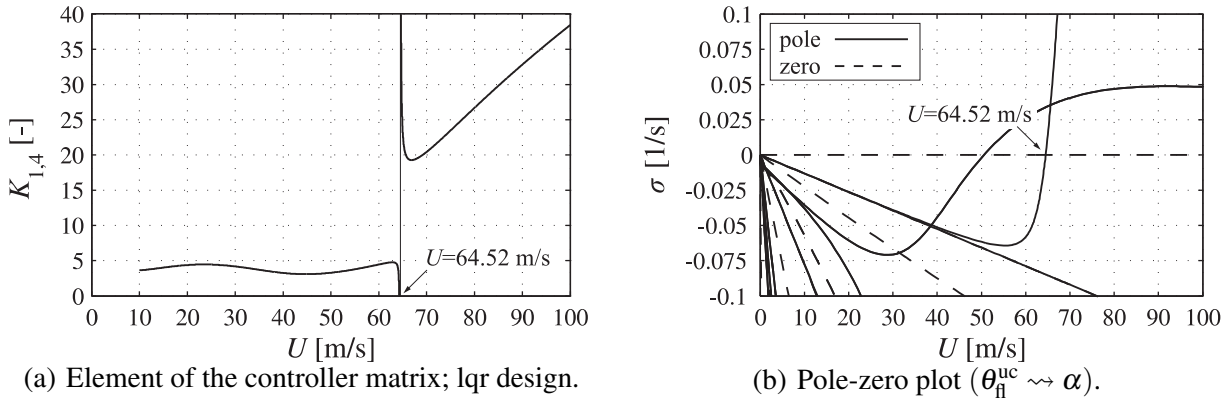 40
35
30
25
20
15
10
5
0
K1,4 [-]
U=64.52 m/s
0 10 20 30 40 50 60 70 80 90 100
U [m/s]
(a) Element of the controller matrix; lqr design.
0.1
0.075
0.05
0.025
0
-0.025
-0.05
-0.075
-0.1
σ [1/s]
pole
zero
U=64.52 m/s
0 10 20 30 40 50 60 70 80 90 100
U [m/s]
(b) Pole-zero plot (θ_fl^uc ⇝ α).